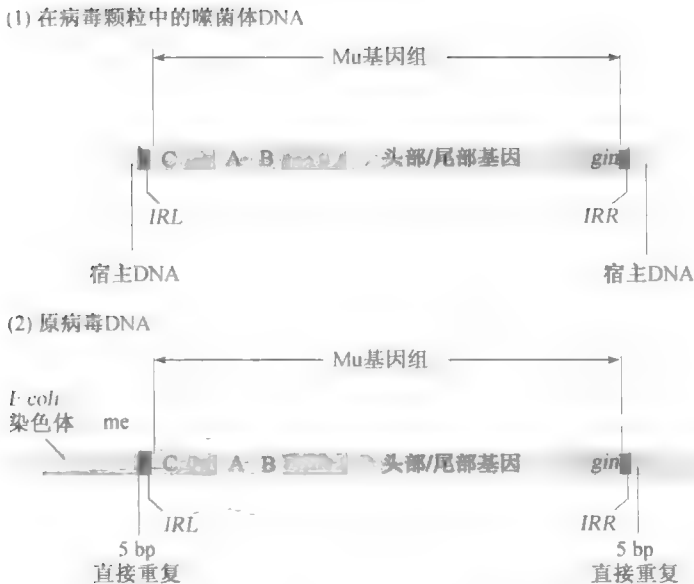 (1) 在病毒颗粒中的噬菌体DNA
Mu基因组
C A B 头部/尾部基因 gin
IRL IRR
宿主DNA 宿主DNA
(2) 原病毒DNA
Mu基因组
E coli
染色体 me
C A B 头部/尾部基因 gin
IRL IRR
5 bp 5 bp
直接重复 直接重复